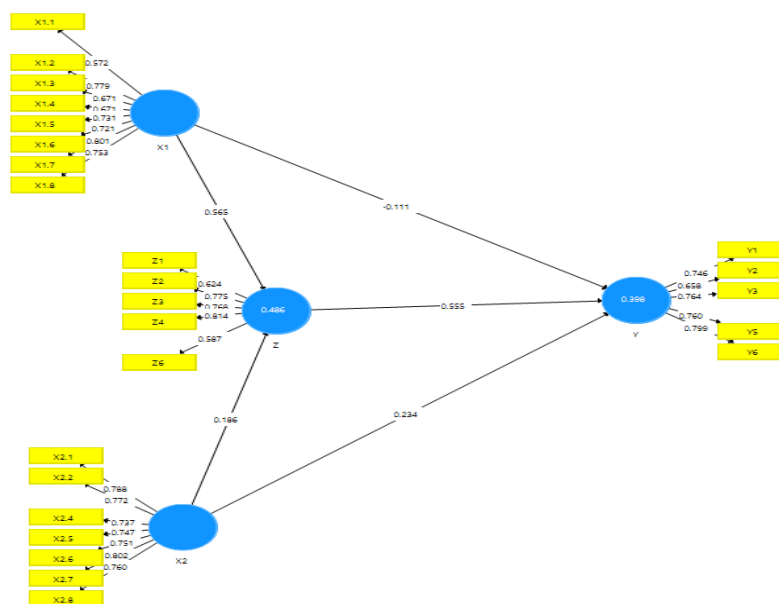 X1.1
X1.2
X1.3
X1.4
X1.5
X1.6
X1.7
X1.8
0.572
0.779
0.671
0.671
0.731
0.721
0.801
0.753
X1
-0.111
0.565
Z1
Z2
Z3
Z4
Z6
0.624
0.775
0.768
0.814
0.587
0.486
Z
0.555
Y1
Y2
Y3
Y5
Y6
0.746
0.658
0.764
0.760
0.799
0.398
Y
0.186
0.234
X2.1
X2.2
X2.4
X2.5
X2.6
X2.7
X2.8
0.788
0.772
0.737
0.747
0.751
0.802
0.760
X2